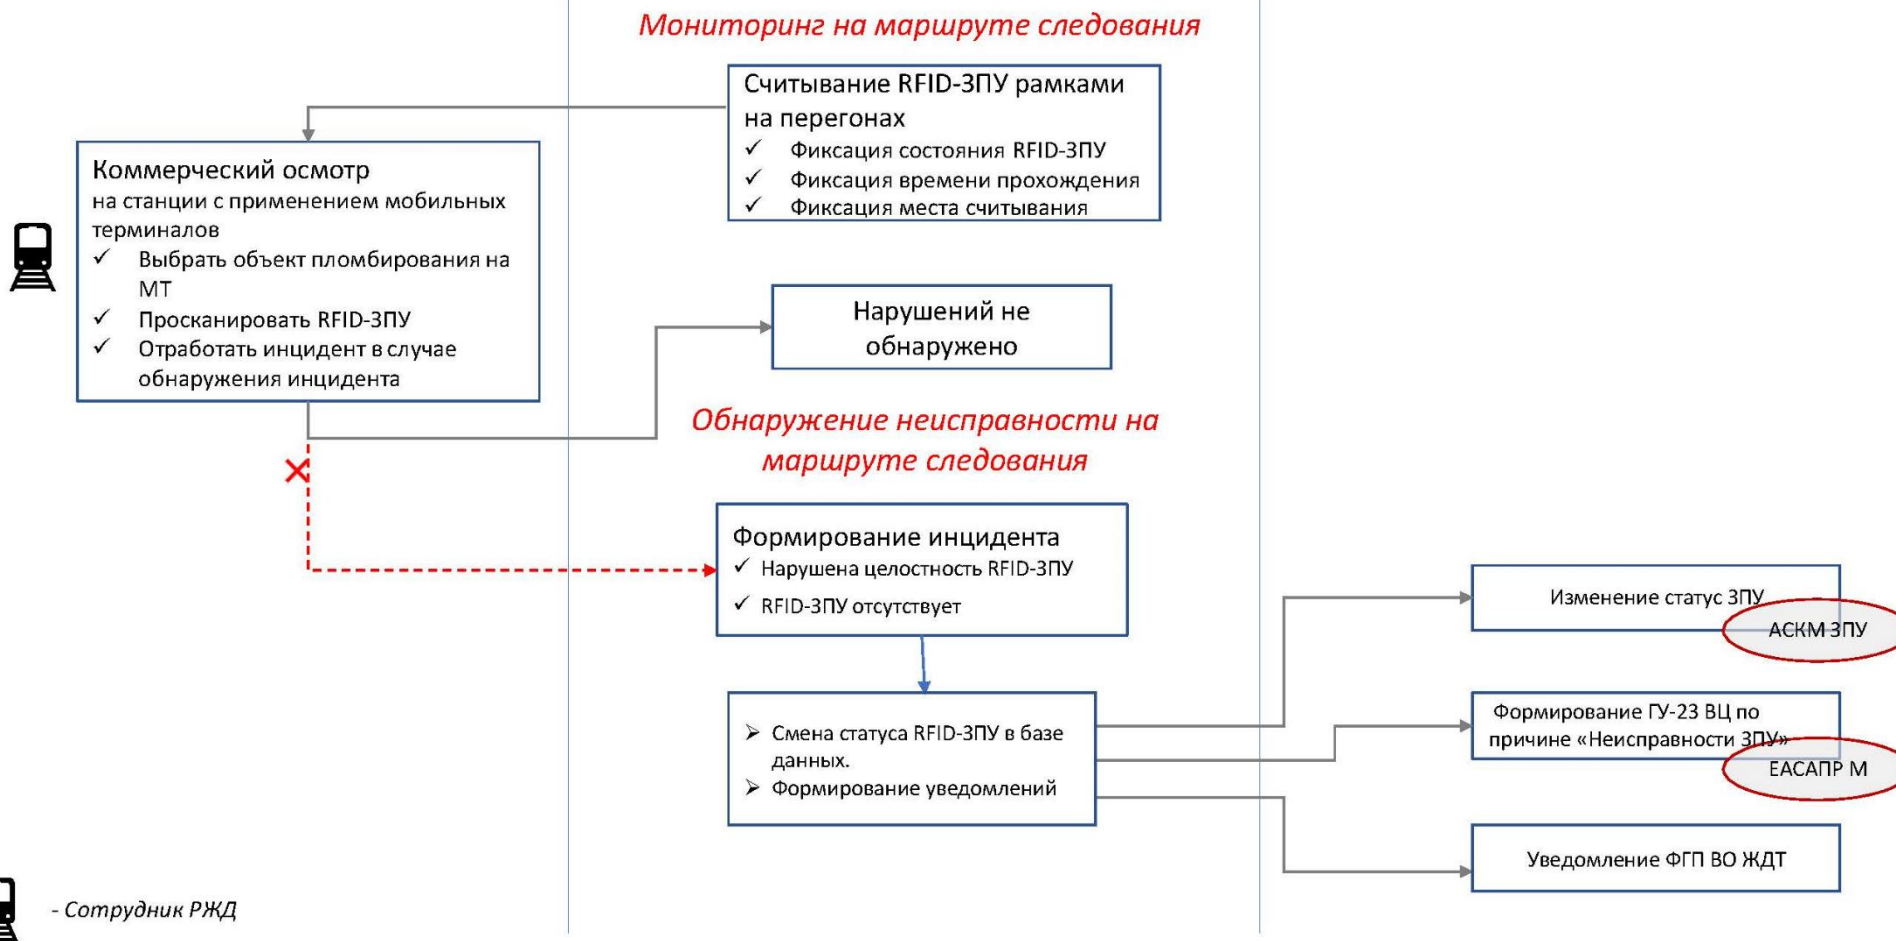 Мониторинг на маршруте следования
Считывание RFID-ЗПУ рамками
на перегонах
✓ Фиксация состояния RFID-ЗПУ
✓ Фиксация времени прохождения
✓ Фиксация места считывания
Коммерческий осмотр
на станции с применением мобильных
терминалов
✓ Выбрать объект пломбирования на
МТ
✓ Просканировать RFID-ЗПУ
✓ Отработать инцидент в случае
обнаружения инцидента
Нарушений не
обнаружено
Обнаружение неисправности на
маршруте следования
Формирование инцидента
✓ Нарушена целостность RFID-ЗПУ
✓ RFID-ЗПУ отсутствует
➢ Смена статуса RFID-ЗПУ в базе
данных.
➢ Формирование уведомлений
Изменение статус ЗПУ
АСКМ ЗПУ
Формирование ГУ-23 ВЦ по
причине «Неисправности ЗПУ»
ЕАСАПР М
Уведомление ФГП ВО ЖДТ
- Сотрудник РЖД